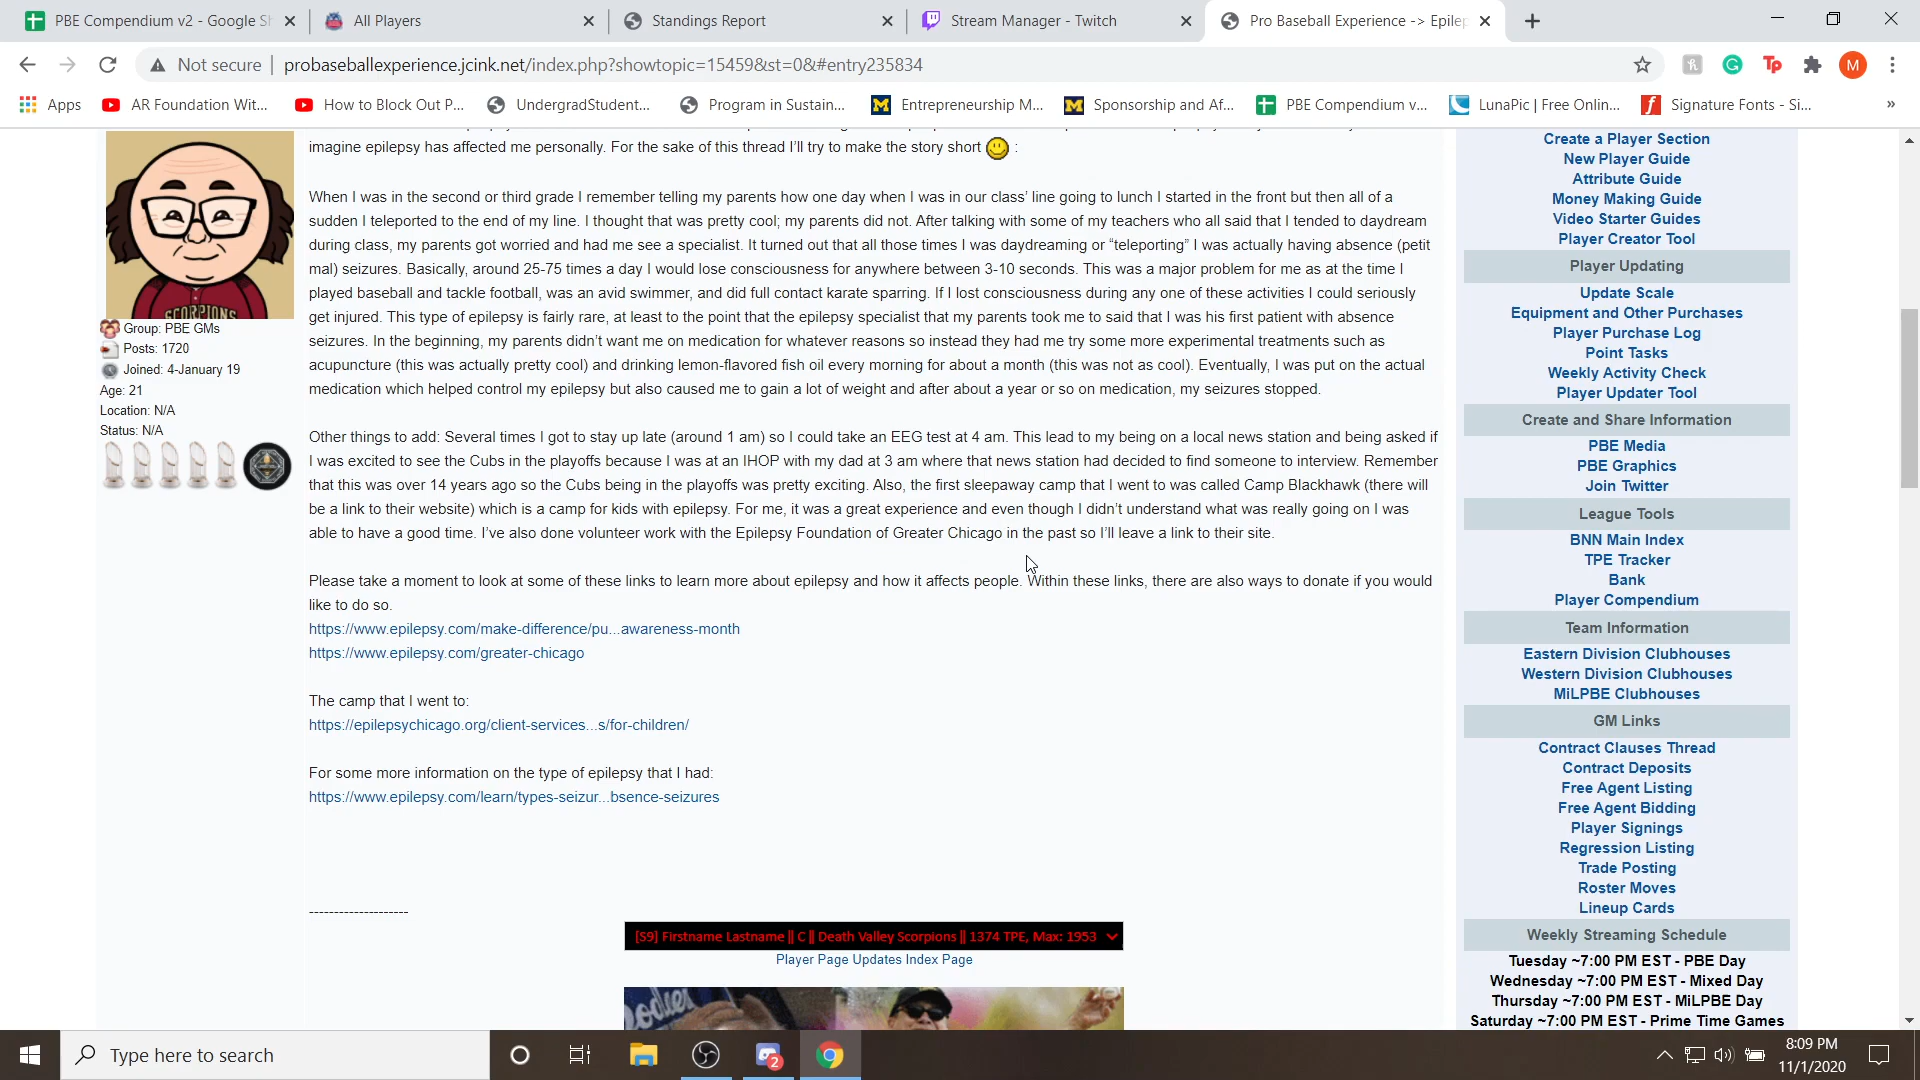 PBE Compendium v2 - Google Sh
All Players
Standings Report
Stream Manager - Twitch
Pro Baseball Experience -> Epilep
Not secure
probaseballexperience.jcink.net/index.php?showtopic=15459&st=0&#entry235834
M
Apps
AR Foundation Wit...
How to Block Out P...
UndergradStudent...
Program in Sustain...
Entrepreneurship M...
Sponsorship and Af...
PBE Compendium v...
LunaPic | Free Onlin...
Signature Fonts - Si...
»
imagine epilepsy has affected me personally. For the sake of this thread I'll try to make the story short :
When I was in the second or third grade I remember telling my parents how one day when I was in our class' line going to lunch I started in the front but then all of a
sudden I teleported to the end of my line. I thought that was pretty cool; my parents did not. After talking with some of my teachers who all said that I tended to daydream
during class, my parents got worried and had me see a specialist. It turned out that all those times I was daydreaming or “teleporting” I was actually having absence (petit
mal) seizures. Basically, around 25-75 times a day I would lose consciousness for anywhere between 3-10 seconds. This was a major problem for me as at the time I
played baseball and tackle football, was an avid swimmer, and did full contact karate sparring. If I lost consciousness during any one of these activities I could seriously
get injured. This type of epilepsy is fairly rare, at least to the point that the epilepsy specialist that my parents took me to said that I was his first patient with absence
seizures. In the beginning, my parents didn't want me on medication for whatever reasons so instead they had me try some more experimental treatments such as
acupuncture (this was actually pretty cool) and drinking lemon-flavored fish oil every morning for about a month (this was not as cool). Eventually, I was put on the actual
medication which helped control my epilepsy but also caused me to gain a lot of weight and after about a year or so on medication, my seizures stopped.
Other things to add: Several times I got to stay up late (around 1 am) so I could take an EEG test at 4 am. This lead to my being on a local news station and being asked if
I was excited to see the Cubs in the playoffs because I was at an IHOP with my dad at 3 am where that news station had decided to find someone to interview. Remember
that this was over 14 years ago so the Cubs being in the playoffs was pretty exciting. Also, the first sleepaway camp that I went to was called Camp Blackhawk (there will
be a link to their website) which is a camp for kids with epilepsy. For me, it was a great experience and even though I didn't understand what was really going on I was
able to have a good time. I've also done volunteer work with the Epilepsy Foundation of Greater Chicago in the past so I'll leave a link to their site.
Please take a moment to look at some of these links to learn more about epilepsy and how it affects people. Within these links, there are also ways to donate if you would
like to do so.
https://www.epilepsy.com/make-difference/pu...awareness-month
https://www.epilepsy.com/greater-chicago
The camp that I went to:
https://epilepsychicago.org/client-services...s/for-children/
For some more information on the type of epilepsy that I had:
https://www.epilepsy.com/learn/types-seizur...bsence-seizures
--------------------
[S9] Firstname Lastname || C || Death Valley Scorpions || 1374 TPE, Max: 1953
Player Page Updates Index Page
SCORPIONS
Group: PBE GMs
Posts: 1720
Joined: 4-January 19
Age: 21
Location: N/A
Status: N/A
Create a Player Section
New Player Guide
Attribute Guide
Money Making Guide
Video Starter Guides
Player Creator Tool
Player Updating
Update Scale
Equipment and Other Purchases
Player Purchase Log
Point Tasks
Weekly Activity Check
Player Updater Tool
Create and Share Information
PBE Media
PBE Graphics
Join Twitter
League Tools
BNN Main Index
TPE Tracker
Bank
Player Compendium
Team Information
Eastern Division Clubhouses
Western Division Clubhouses
MiLPBE Clubhouses
GM Links
Contract Clauses Thread
Contract Deposits
Free Agent Listing
Free Agent Bidding
Player Signings
Regression Listing
Trade Posting
Roster Moves
Lineup Cards
Weekly Streaming Schedule
Tuesday ~7:00 PM EST - PBE Day
Wednesday ~7:00 PM EST - Mixed Day
Thursday ~7:00 PM EST - MiLPBE Day
Saturday ~7:00 PM EST - Prime Time Games
Type here to search
2
8:09 PM
11/1/2020